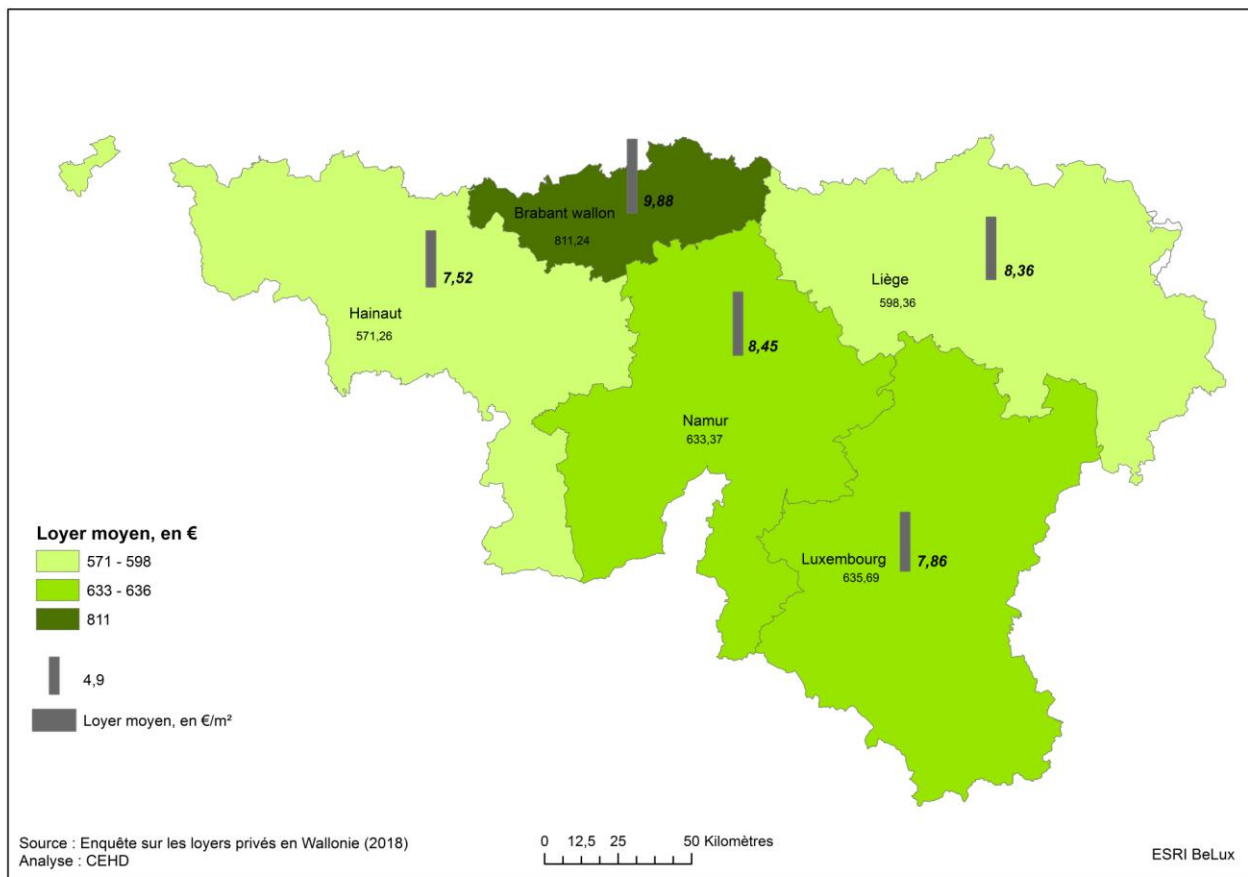 Brabant wallon
811,24
9,88
7,52
Hainaut
571,26
Liège
598,36
8,36
8,45
Namur
633,37
Luxembourg
635,69
7,86
Loyer moyen, en €
571 - 598
633 - 636
811
4,9
Loyer moyen, en €/m²
Source : Enquête sur les loyers privés en Wallonie (2018)
Analyse : CEHD
0 12,5 25 50 Kilomètres
ESRI BeLux